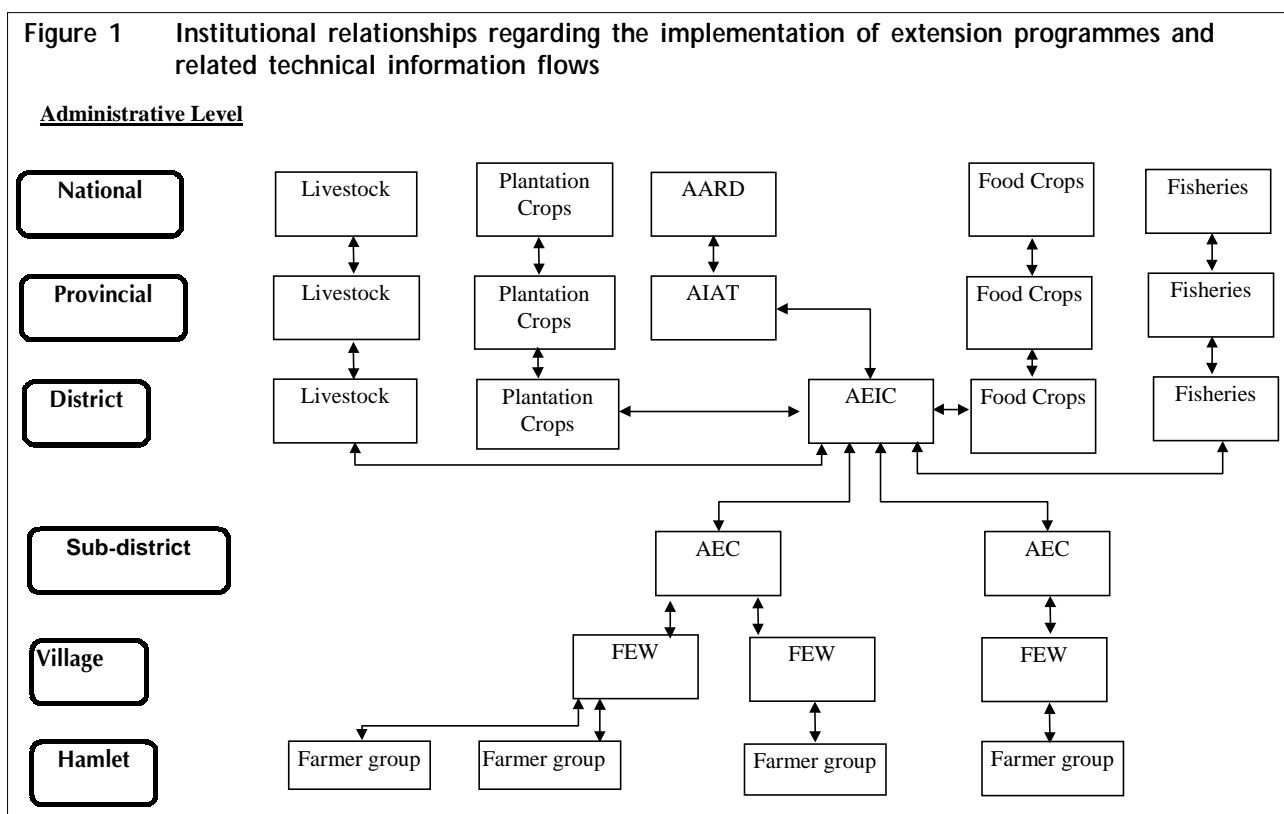 Figure 1 Institutional relationships regarding the implementation of extension programmes and
related technical information flows
Administrative Level
National
Livestock
Plantation
Crops
AARD
Food Crops
Fisheries
Provincial
Livestock
Plantation
Crops
AIAT
Food Crops
Fisheries
District
Livestock
Plantation
Crops
AEIC
Food Crops
Fisheries
Sub-district
AEC
AEC
Village
FEW
FEW
FEW
Hamlet
Farmer group
Farmer group
Farmer group
Farmer group